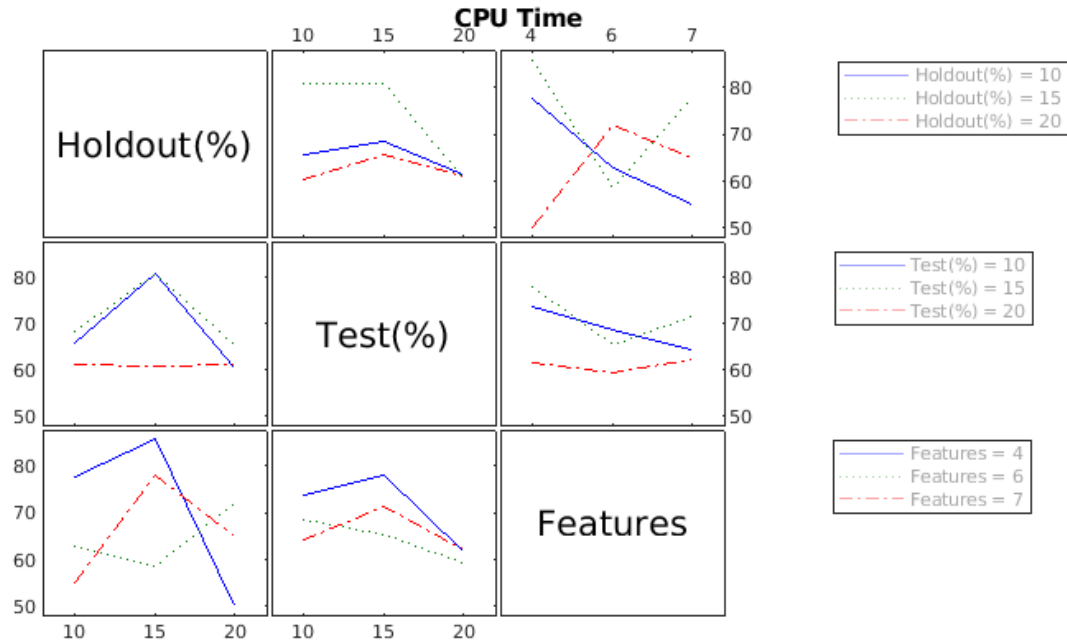 CPU Time
10 15 20 4 6 7
Holdout(%)
80
70
60
50
Holdout(%) = 10
Holdout(%) = 15
Holdout(%) = 20
80
70
60
50
Test(%)
80
70
60
50
Test(%) = 10
Test(%) = 15
Test(%) = 20
80
70
60
50
Features
Features = 4
Features = 6
Features = 7
10 15 20 10 15 20